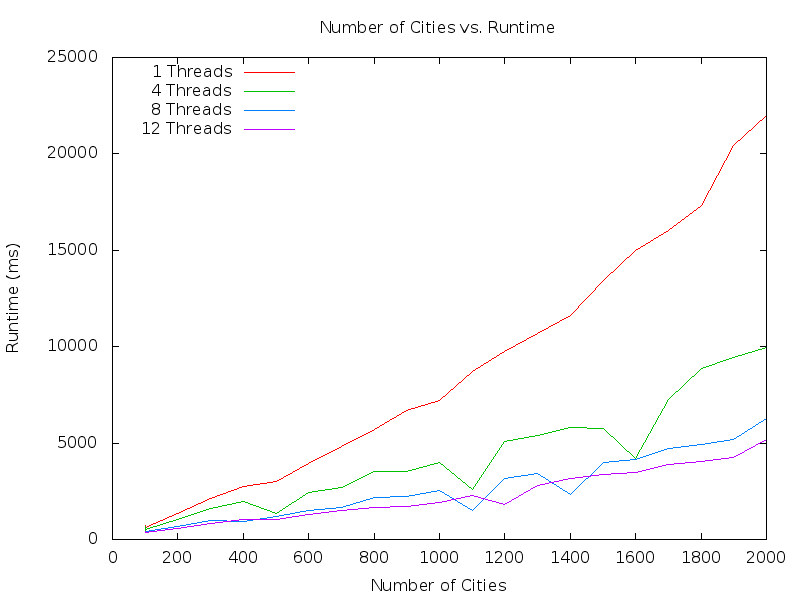 Number of Cities vs. Runtime
25000
20000
15000
10000
5000
0
Runtime (ms)
1 Threads
4 Threads
8 Threads
12 Threads
0 200 400 600 800 1000 1200 1400 1600 1800 2000
Number of Cities